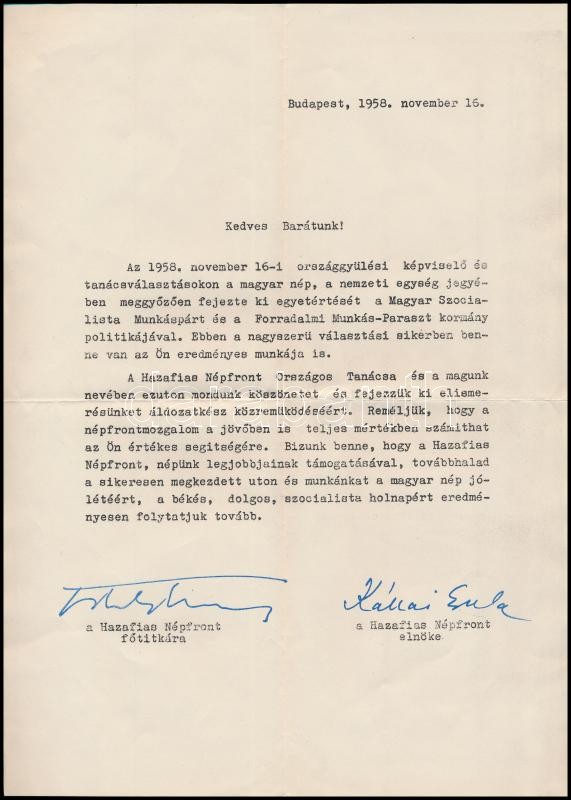 Budapest, 1958. november 16.
Kedves Barátunk!
Az 1958. november 16-i országgyülési képviselő és
tanácsválasztásokon a magyar nép, a nemzeti egység jegyé-
ben meggyőzően fejezte ki egyetértését a Magyar Szocia-
lista Munkáspárt és a Forradalmi Munkás-Paraszt kormány
politikájával. Ebben a nagyszerü választási sikerben ben-
ne van az Ön eredményes munkája is.
A Hazafias Népfront Országos Tanácsa és a magunk
nevében ezuton mondunk köszönetet és fejezzük ki elisme-
résünket áldozatkész közremüködéséért. Reméljük, hogy a
népfrontmozgalom a jövőben is teljes mértékben számithat
az Ön értékes segitségére. Bizunk benne, hogy a Hazafias
Népfront, népünk legjobbjainak támogatásával, továbbhalad
a sikeresen megkezdett uton és munkánkat a magyar nép jó-
létéért, a békés, dolgos, szocialista holnapért eredmé-
nyesen folytatjuk tovább.
Kállai Gyula
a Hazafias Népfront
főtitkára
a Hazafias Népfront
elnöke